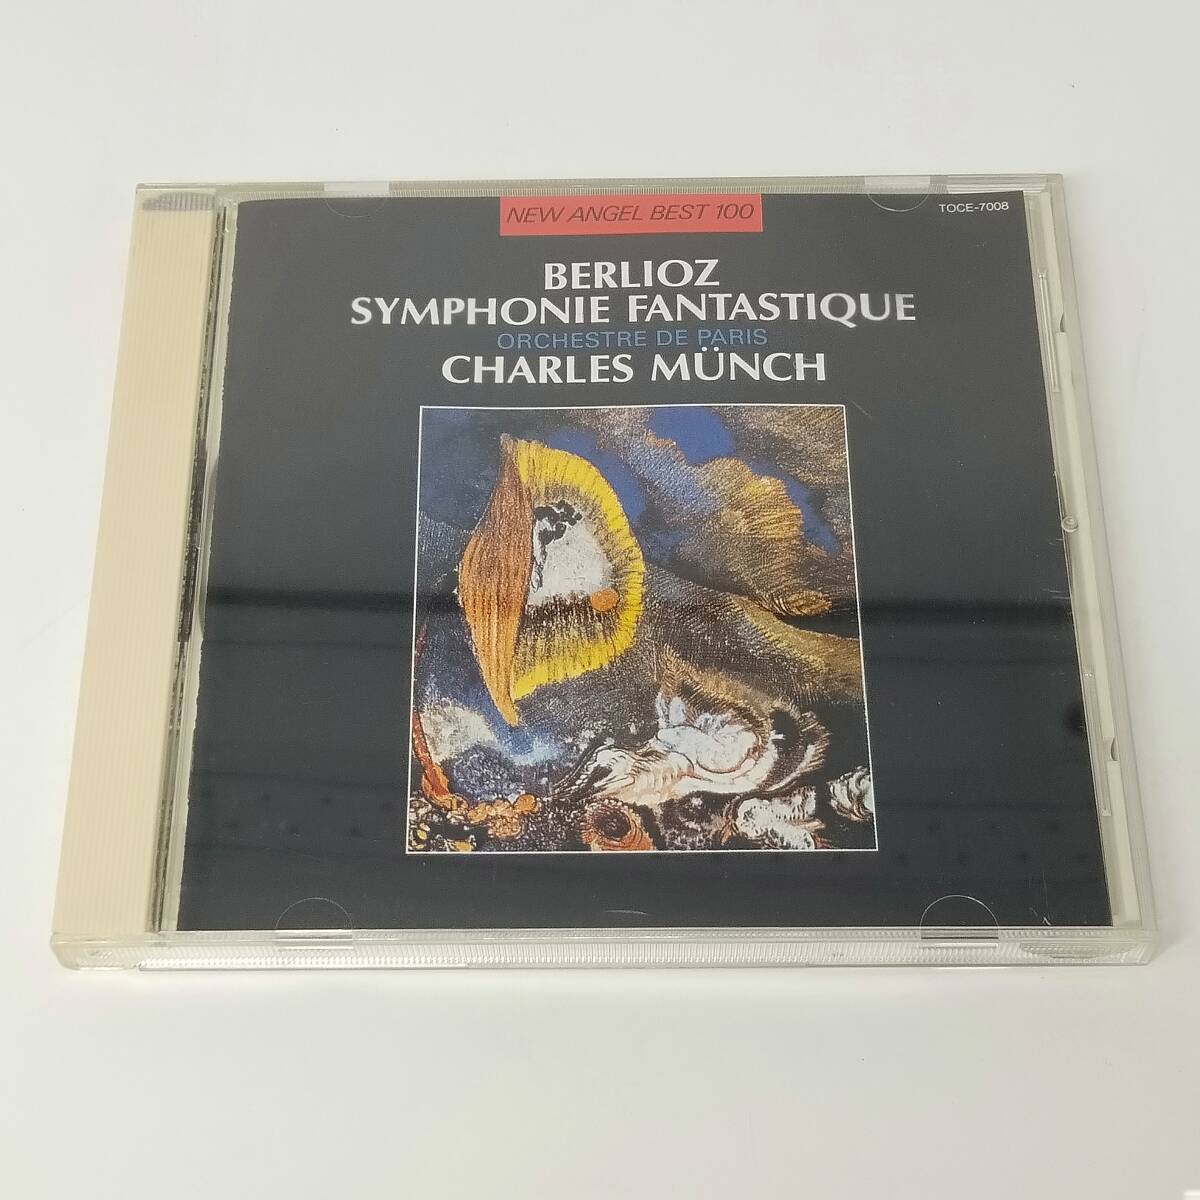 NEW ANGEL BEST 100
TOCE-7008
BERLIOZ
SYMPHONIE FANTASTIQUE
ORCHESTRE DE PARIS
CHARLES MÜNCH